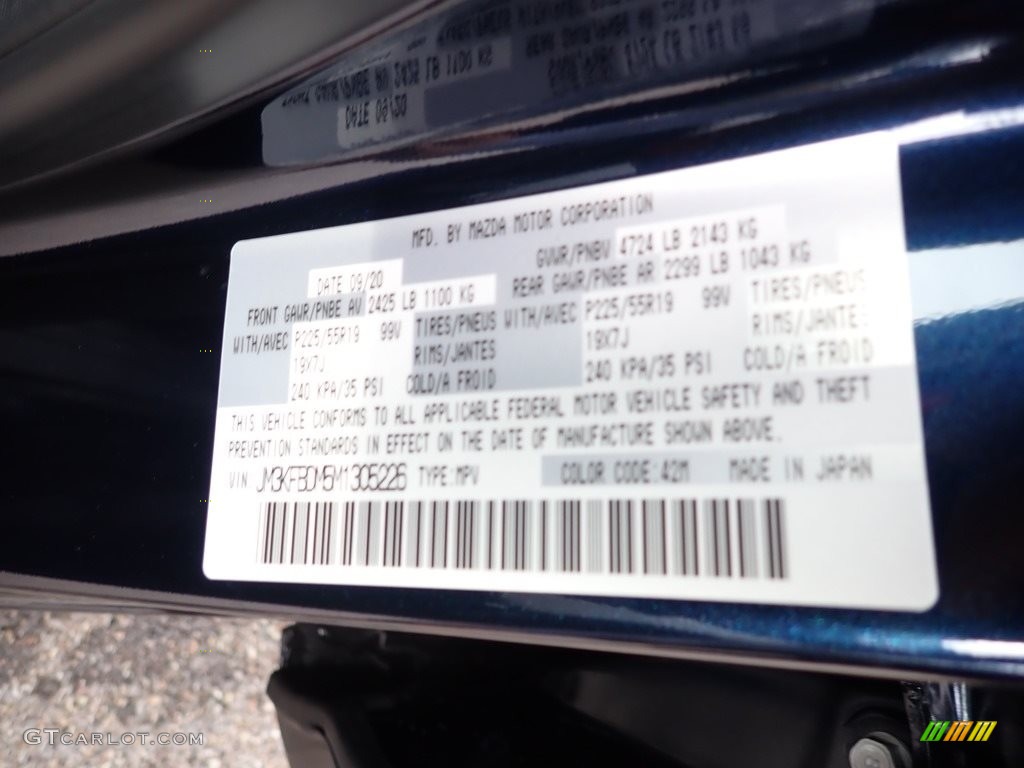 MFD. BY MAZDA MOTOR CORPORATION
DATE 09/20 GVWR/PNBV 4724 LB 2143 KG
FRONT GAWR/PNBE AV 2425 LB 1100 KG REAR GAWR/PNBE AR 2299 LB 1043 KG
WITH/AVEC P225/55R19 99V TIRES/PNEUS WITH/AVEC P225/55R19 99V TIRES/PNEUS
19X7J RIMS/JANTES 19X7J RIMS/JANTES
240 KPA/35 PSI COLD/A FROID 240 KPA/35 PSI COLD/A FROID
THIS VEHICLE CONFORMS TO ALL APPLICABLE FEDERAL MOTOR VEHICLE SAFETY AND THEFT
PREVENTION STANDARDS IN EFFECT ON THE DATE OF MANUFACTURE SHOWN ABOVE.
VIN JM3KFBDM5M1305226 TYPE:MPV COLOR CODE:42M MADE IN JAPAN
GTCARLOT.COM